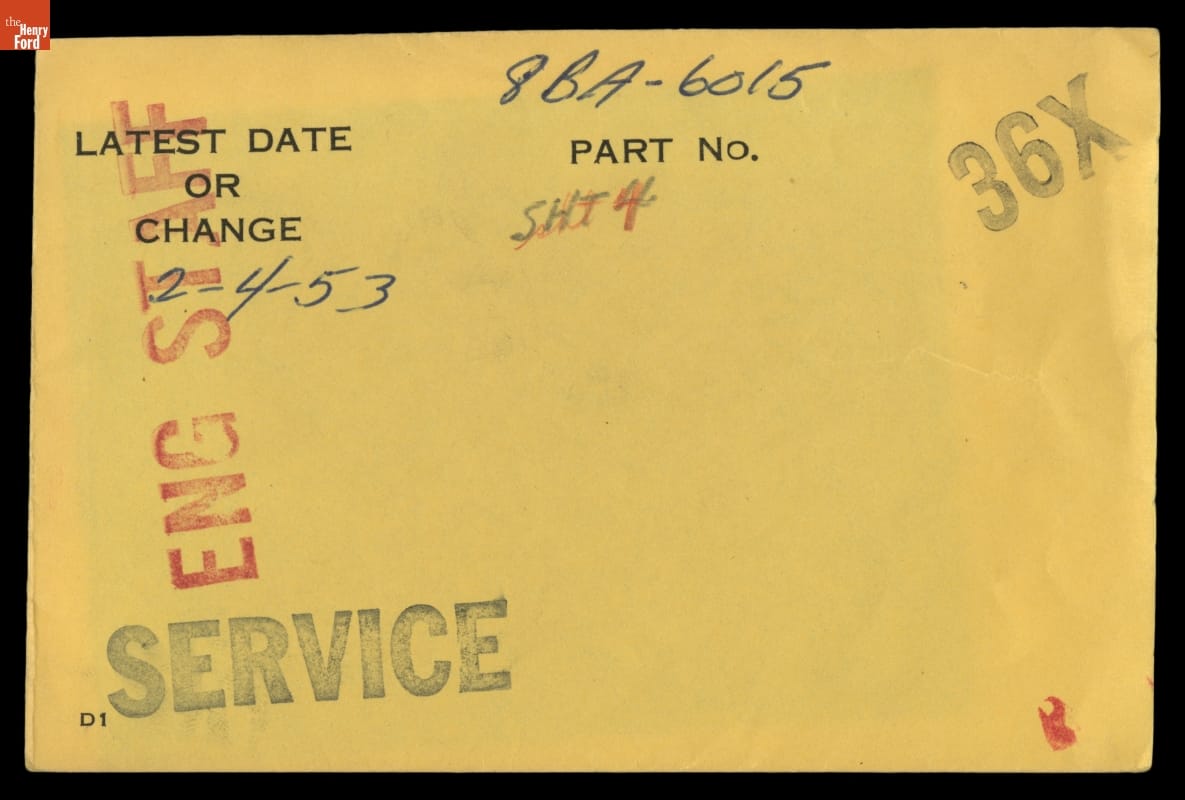 the
Henry
Ford
8BA-6015
LATEST DATE
OR
CHANGE
PART No.
36X
SHT 4
2-4-53
ENG STAFF
SERVICE
D1